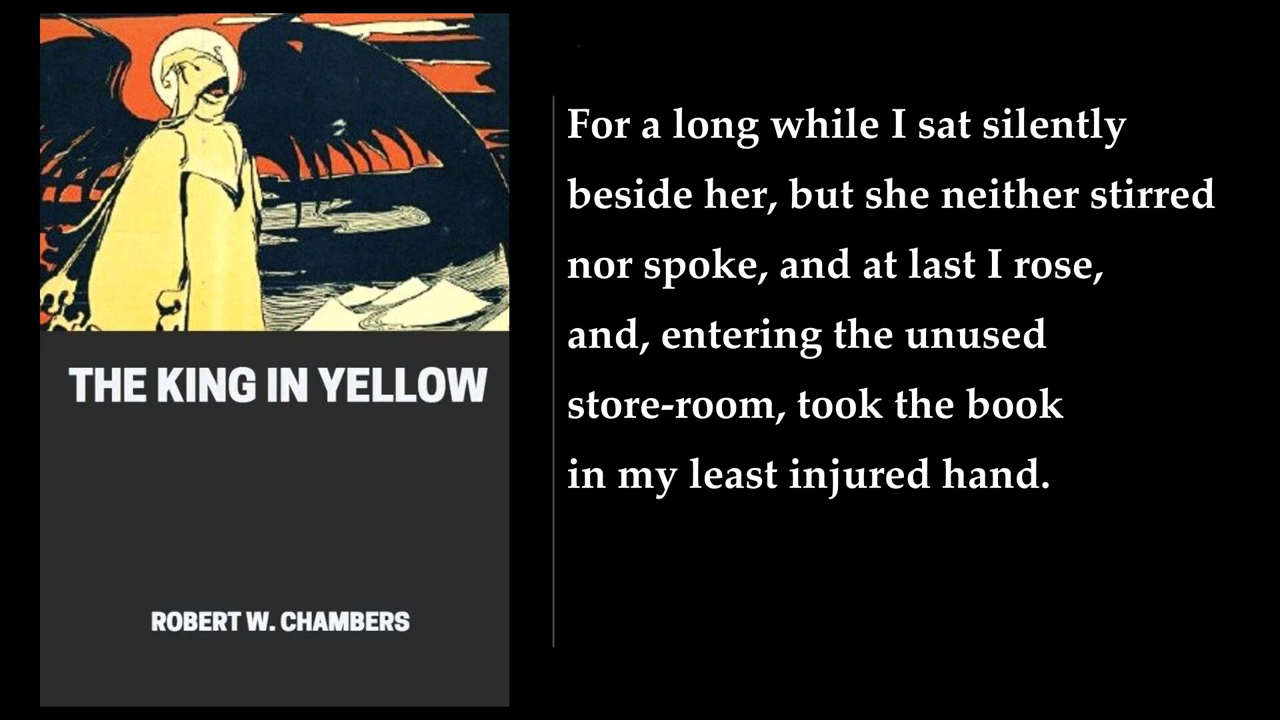 THE KING IN YELLOW
ROBERT W. CHAMBERS
For a long while I sat silently
beside her, but she neither stirred
nor spoke, and at last I rose,
and, entering the unused
store-room, took the book
in my least injured hand.